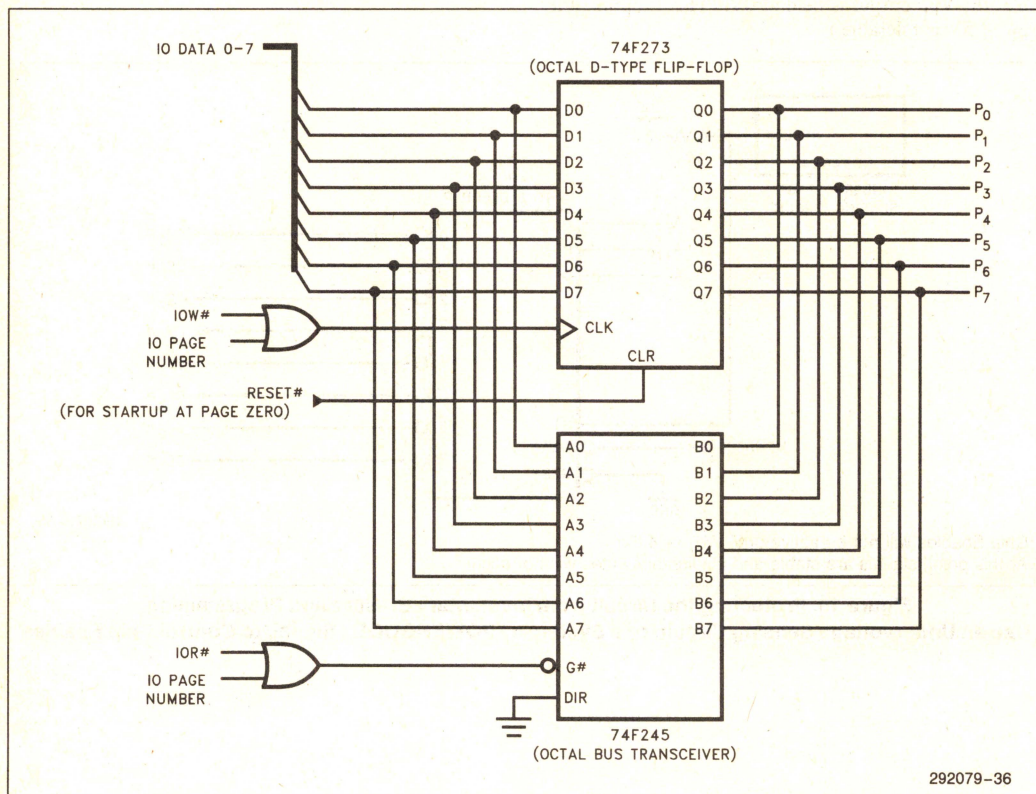 IO DATA 0-7
74F273
(OCTAL D-TYPE FLIP-FLOP)
D0
D1
D2
D3
D4
D5
D6
D7
Q0
Q1
Q2
Q3
Q4
Q5
Q6
Q7
P0
P1
P2
P3
P4
P5
P6
P7
IOW#
IO PAGE
NUMBER
CLK
CLR
RESET#
(FOR STARTUP AT PAGE ZERO)
A0
A1
A2
A3
A4
A5
A6
A7
B0
B1
B2
B3
B4
B5
B6
B7
IOR#
IO PAGE
NUMBER
G#
DIR
74F245
(OCTAL BUS TRANSCEIVER)
292079-36